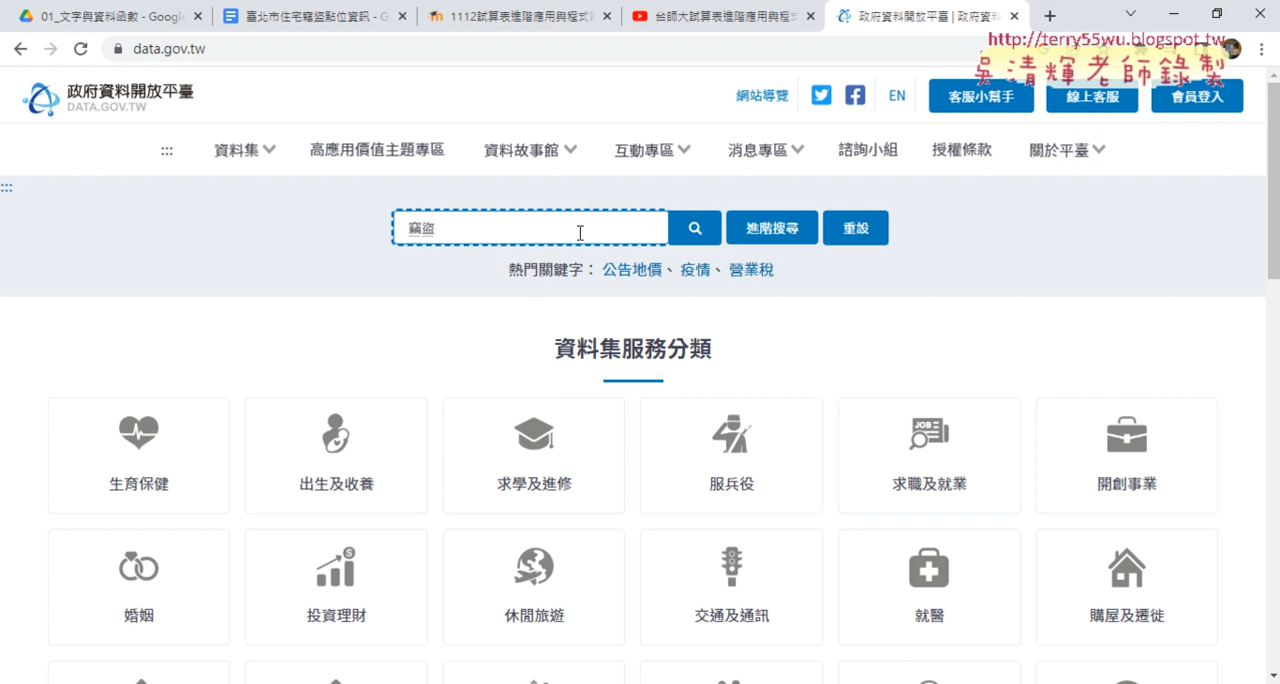 01_文字與資料函數 - Google
臺北市住宅竊盜點位資訊 - G
1112試算表進階應用與程式
台師大試算表進階應用與程式
政府資料開放平臺 | 政府資料
data.gov.tw
http://terry55wu.blogspot.tw
吳清輝老師錄製
政府資料開放平臺
DATA.GOV.TW
網站導覽
EN
客服小幫手
線上客服
會員登入
資料集
高應用價值主題專區
資料故事館
互動專區
消息專區
諮詢小組
授權條款
關於平臺
竊盜
進階搜尋
重設
熱門關鍵字： 公告地價、疫情、營業稅
資料集服務分類
生育保健
出生及收養
求學及進修
服兵役
求職及就業
開創事業
JOB
婚姻
投資理財
休閒旅遊
交通及通訊
就醫
購屋及遷徙